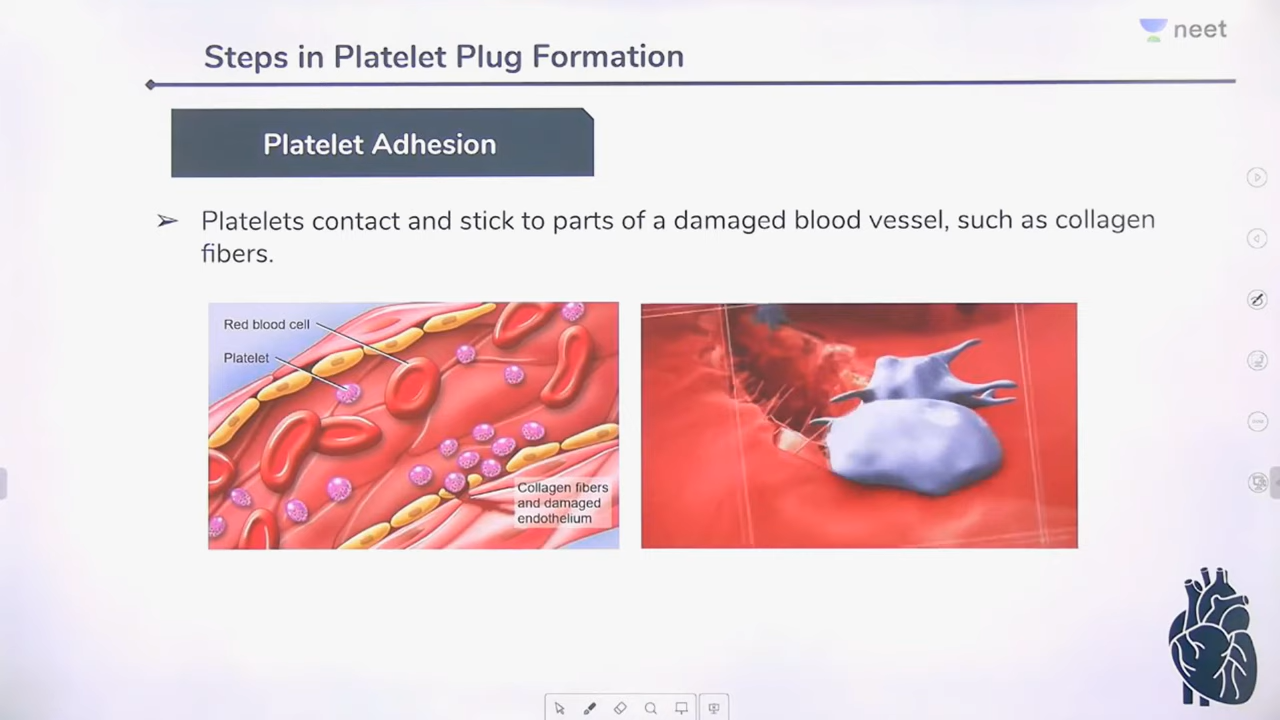 neet
Steps in Platelet Plug Formation
Platelet Adhesion
➢ Platelets contact and stick to parts of a damaged blood vessel, such as collagen
fibers.
Red blood cell
Platelet
Collagen fibers
and damaged
endothelium